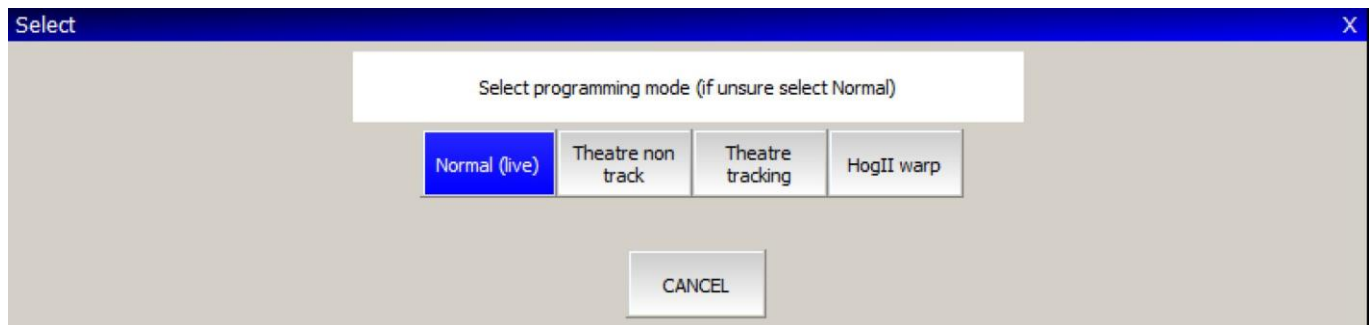 Select X
Select programming mode (if unsure select Normal)
Normal (live)
Theatre non
track
Theatre
tracking
HogII warp
CANCEL